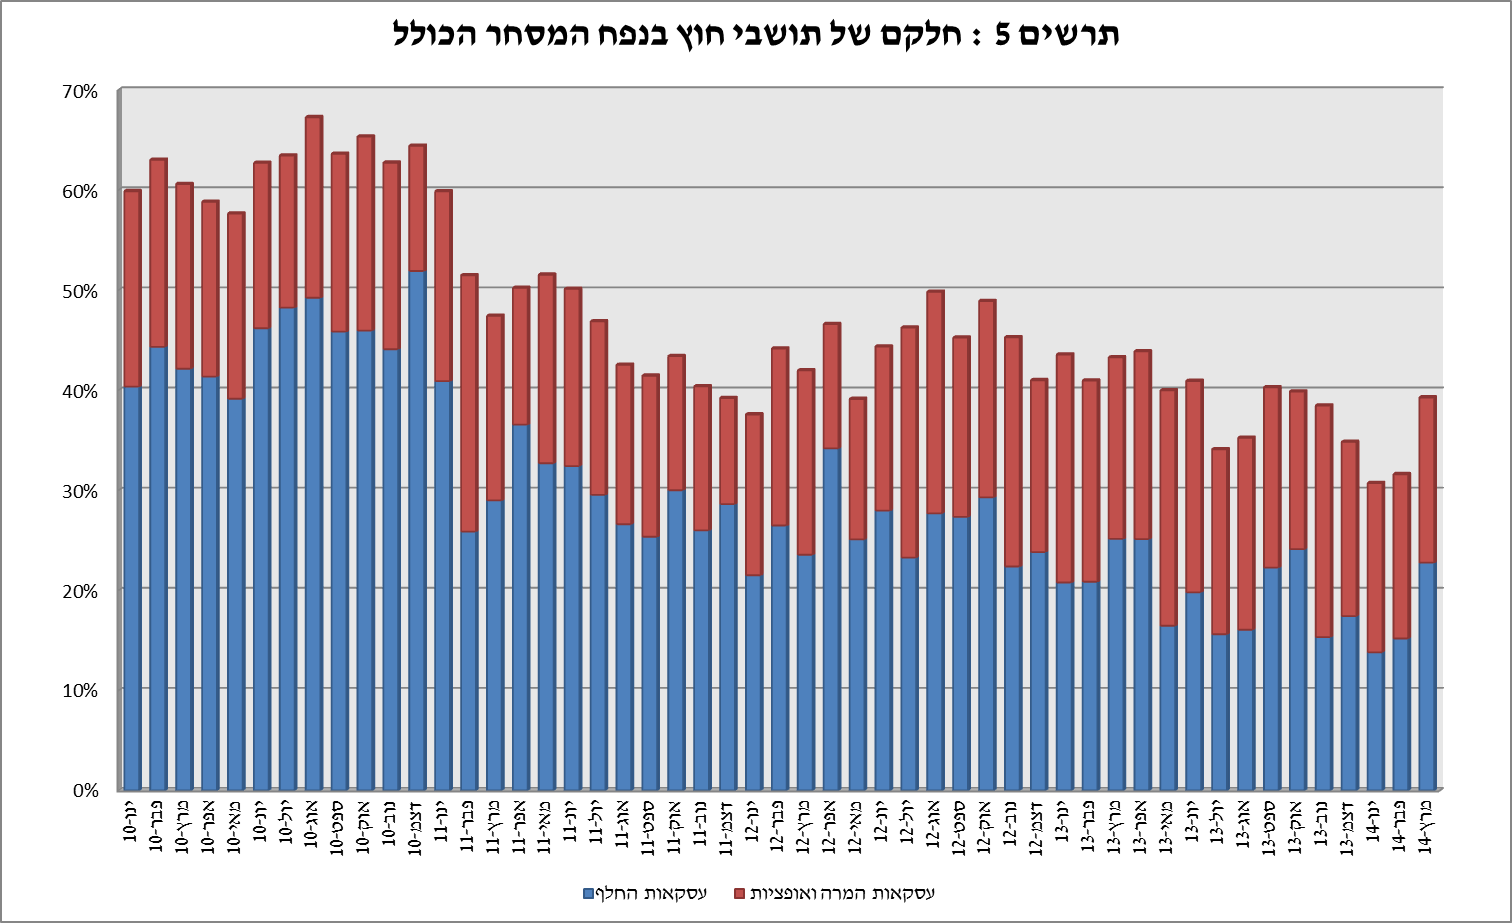 תרשים 5 : חלקם של תושבי חוץ בנפח המסחר הכולל
70%
60%
50%
40%
30%
20%
10%
0%
ינו-10
פבר-10
מרץ-10
אפר-10
מאי-10
יונ-10
יול-10
אוג-10
ספט-10
אוק-10
נוב-10
דצמ-10
ינו-11
פבר-11
מרץ-11
אפר-11
מאי-11
יונ-11
יול-11
אוג-11
ספט-11
אוק-11
נוב-11
דצמ-11
ינו-12
פבר-12
מרץ-12
אפר-12
מאי-12
יונ-12
יול-12
אוג-12
ספט-12
אוק-12
נוב-12
דצמ-12
ינו-13
פבר-13
מרץ-13
אפר-13
מאי-13
יונ-13
יול-13
אוג-13
ספט-13
אוק-13
נוב-13
דצמ-13
ינו-14
פבר-14
מרץ-14
עסקאות המרה ואופציות
עסקאות החלף